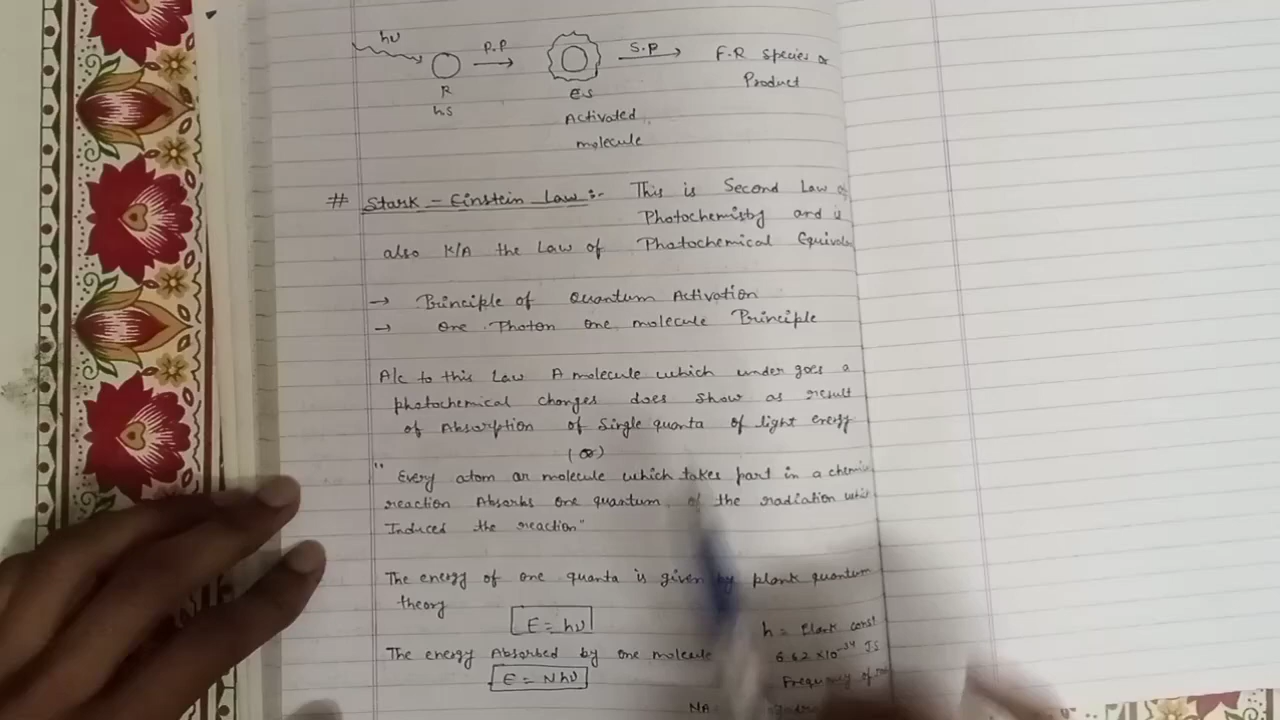 hν P.P S.P F.R species or
R ES Product
hS Activated
molecule
# Stark - Einstein Law :- This is Second Law of
Photochemistry and is
also K/A the Law of Photochemical
→ Principle of Quantum Activation
→ One Photon one molecule Principle
A/c to this Law A molecule which under goes a
photochemical changes does show as result
of Absorption of Single quanta of light energy
(or)
" Every atom or molecule which takes part in a
reaction Absorbs one quantum of the radiation
Induced the reaction"
The energy of one quanta is given by plank quantum
theory
E = hν h = Plank const
The energy Absorbed by one molecule 6.62 × 10⁻³⁴ JS
E = Nhν Frequency of
NA